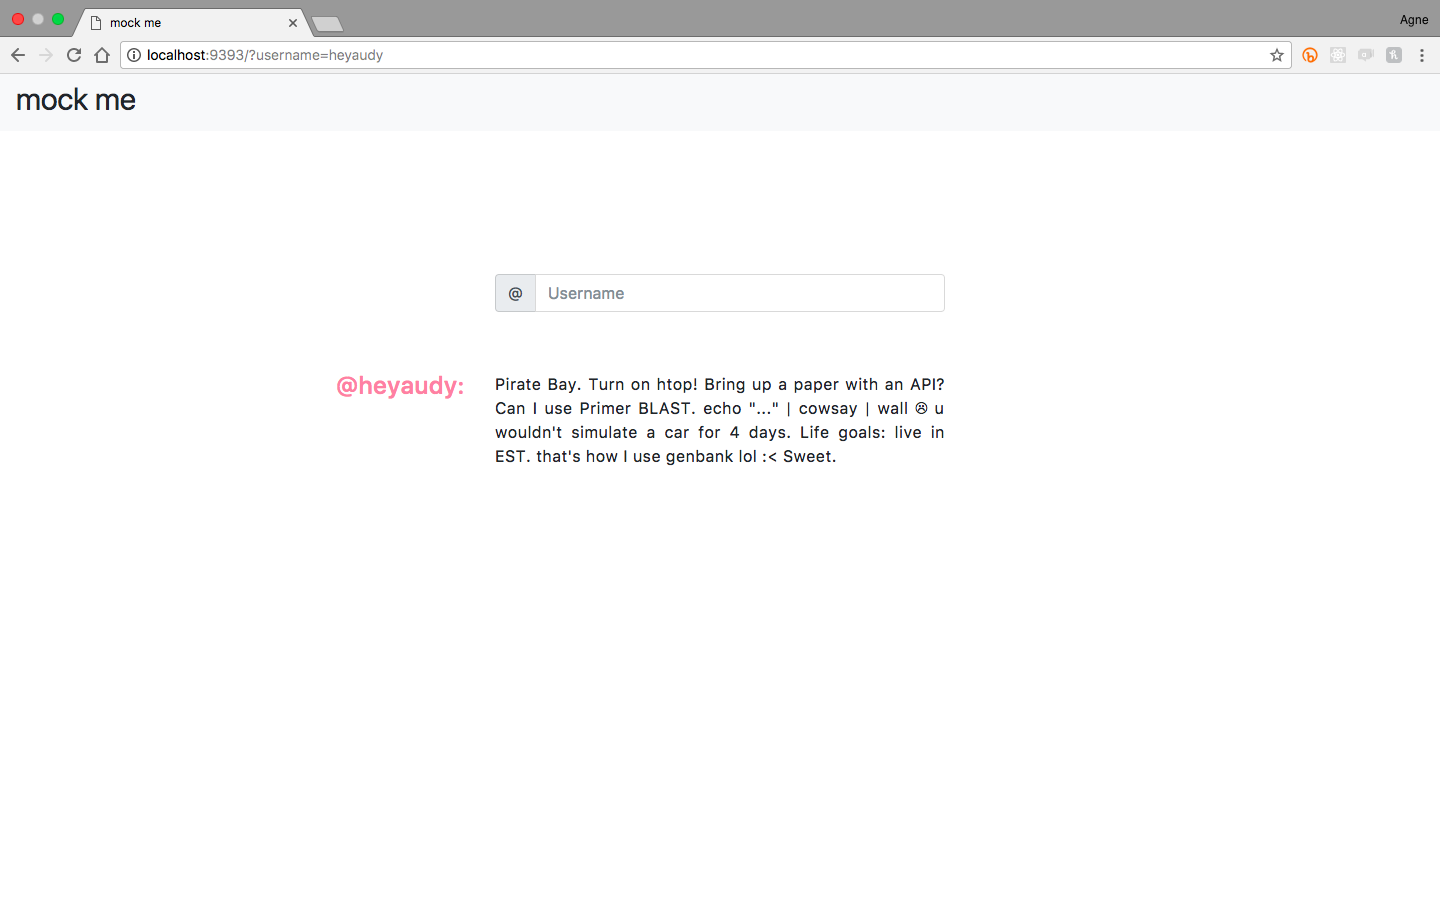 mock me
Agne
localhost:9393/?username=heyaudy
mock me
@ Username
@heyaudy:
Pirate Bay. Turn on htop! Bring up a paper with an API?
Can I use Primer BLAST. echo "..." | cowsay | wall ☹ u
wouldn't simulate a car for 4 days. Life goals: live in
EST. that's how I use genbank lol :< Sweet.